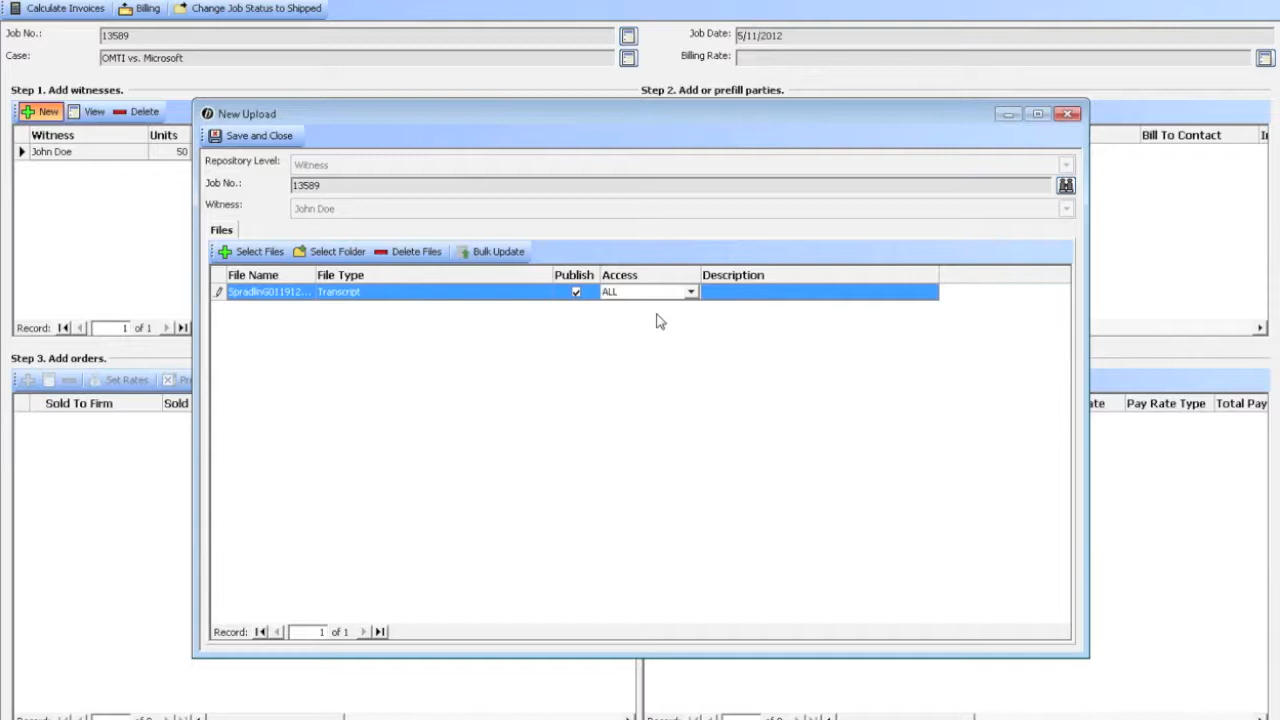 Calculate Invoices Billing Change Job Status to Shipped
Job No.: 13589 Job Date: 5/11/2012
Case: OMTI vs. Microsoft Billing Rate:
Step 1. Add witnesses. Step 2. Add or prefill parties.
New View Delete
Witness Units Bill To Contact
John Doe 50
Record: 1 of 1
Step 3. Add orders.
Set Rates
Sold To Firm Sold Pay Rate Type Total Pay
New Upload
Save and Close
Repository Level: Witness
Job No.: 13589
Witness: John Doe
Files
Select Files Select Folder Delete Files Bulk Update
File Name File Type Publish Access Description
SpradlinG011912... Transcript ALL
Record: 1 of 1